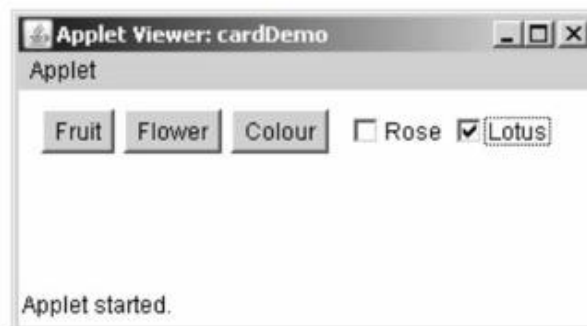 Applet Viewer: cardDemo
Applet
Fruit Flower Colour Rose Lotus
Applet started.